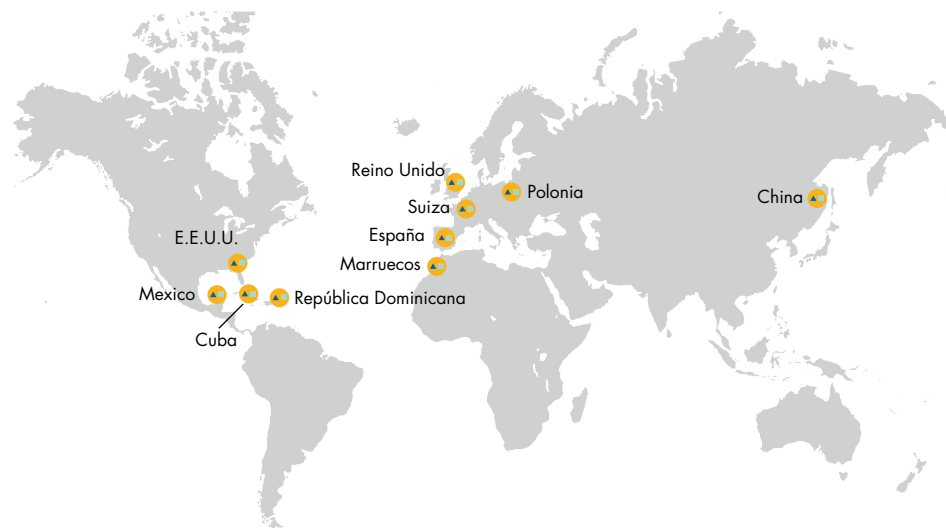 Reino Unido
Polonia
China
Suiza
España
E.E.U.U.
Marruecos
Mexico
República Dominicana
Cuba